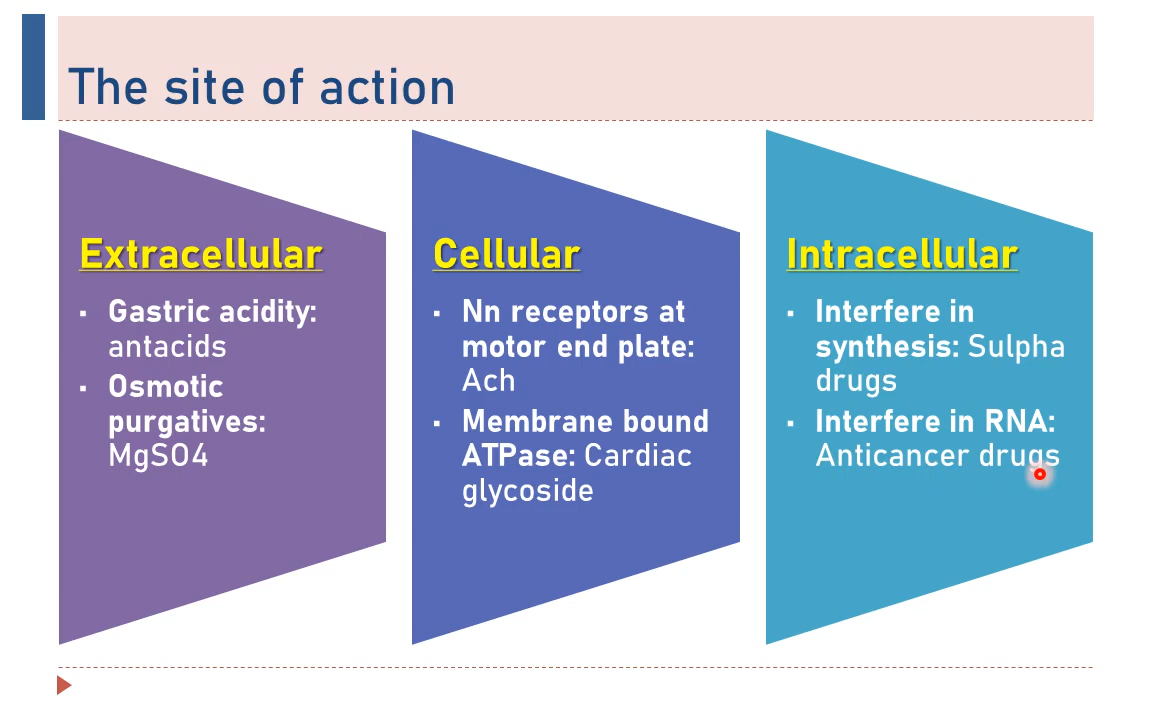 The site of action
Extracellular
▪ Gastric acidity:
antacids
▪ Osmotic
purgatives:
MgSO4
Cellular
▪ Nn receptors at
motor end plate:
Ach
▪ Membrane bound
ATPase: Cardiac
glycoside
Intracellular
▪ Interfere in
synthesis: Sulpha
drugs
▪ Interfere in RNA:
Anticancer drugs